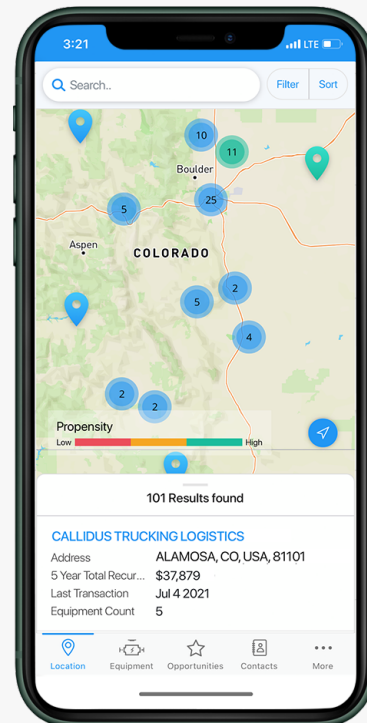 3:21
LTE
Search..
Filter
Sort
10
11
Boulder
25
5
Aspen
COLORADO
2
5
4
2
2
Propensity
Low High
101 Results found
CALLIDUS TRUCKING LOGISTICS
Address ALAMOSA, CO, USA, 81101
5 Year Total Recur... $37,879
Last Transaction Jul 4 2021
Equipment Count 5
Location Equipment Opportunities Contacts More